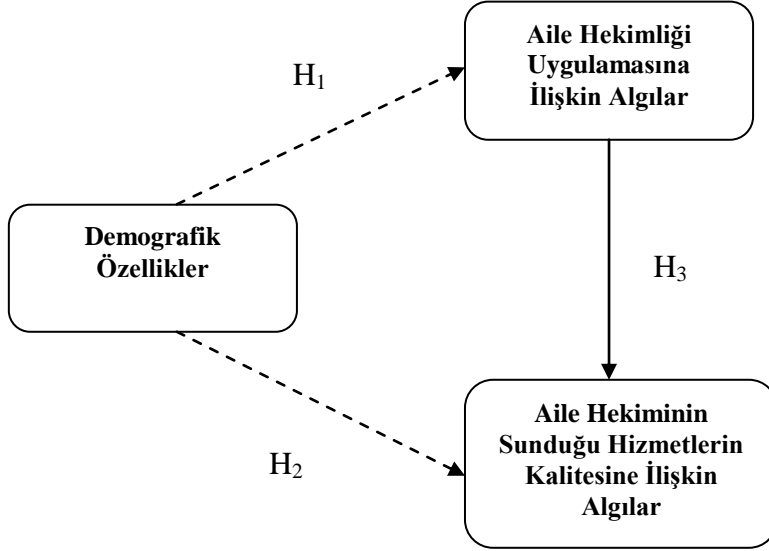 Aile Hekimliği
Uygulamasına
İlişkin Algılar
H₁
Demografik
Özellikler
H₃
Aile Hekiminin
Sunduğu Hizmetlerin
Kalitesine İlişkin
Algılar
H₂